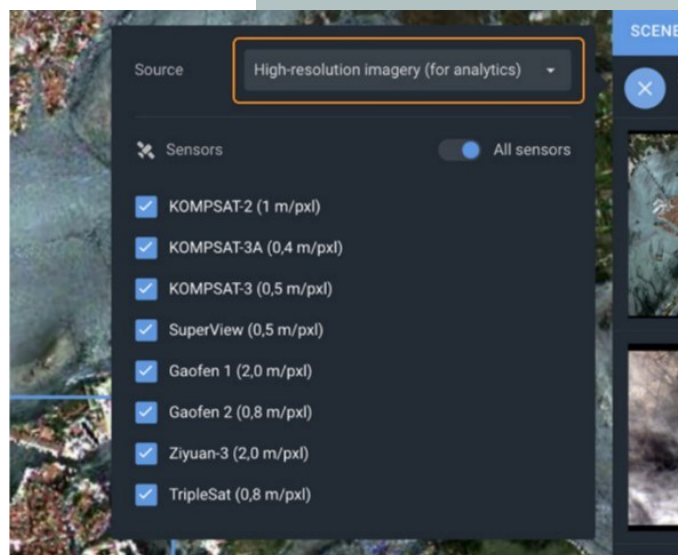 SCENE
Source High-resolution imagery (for analytics)
Sensors All sensors
KOMPSAT-2 (1 m/pxl)
KOMPSAT-3A (0,4 m/pxl)
KOMPSAT-3 (0,5 m/pxl)
SuperView (0,5 m/pxl)
Gaofen 1 (2,0 m/pxl)
Gaofen 2 (0,8 m/pxl)
Ziyuan-3 (2,0 m/pxl)
TripleSat (0,8 m/pxl)